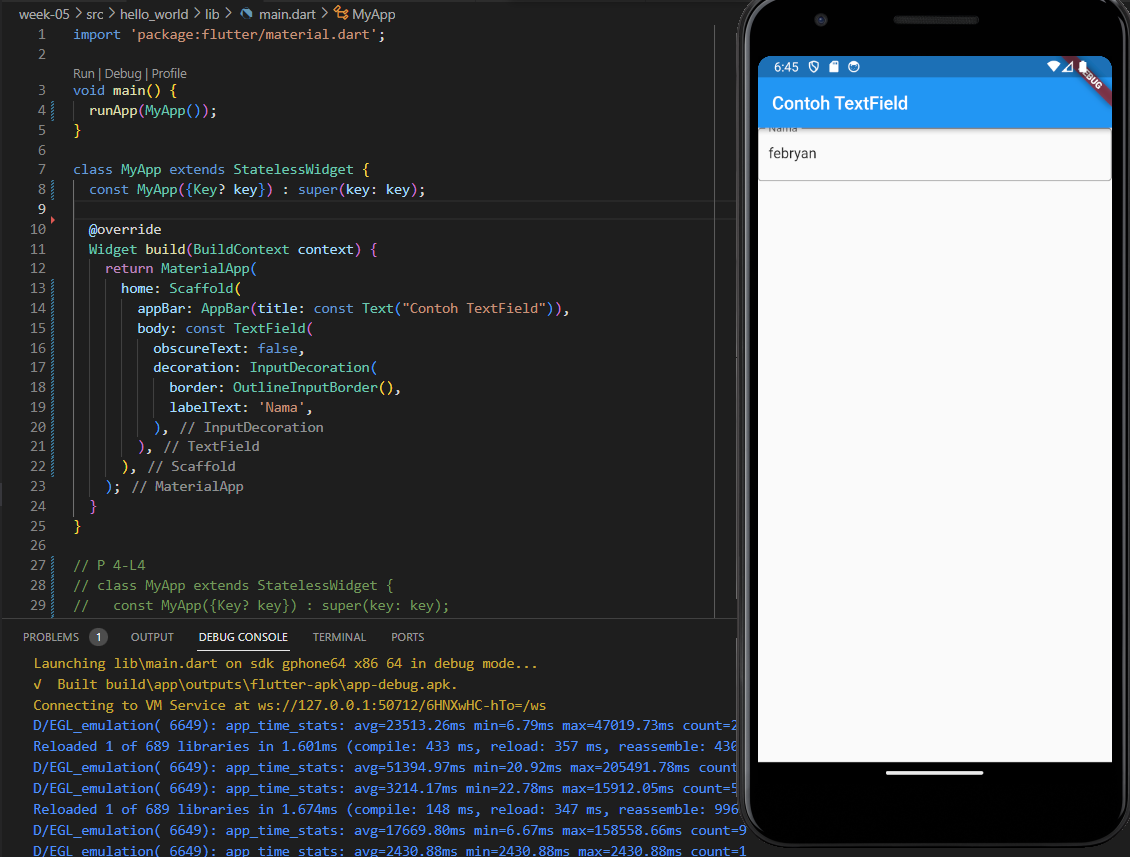 week-05 > src > hello_world > lib > main.dart > MyApp
1 import 'package:flutter/material.dart';
2
Run | Debug | Profile
3 void main() {
4 runApp(MyApp());
5 }
6
7 class MyApp extends StatelessWidget {
8 const MyApp({Key? key}) : super(key: key);
9
10 @override
11 Widget build(BuildContext context) {
12 return MaterialApp(
13 home: Scaffold(
14 appBar: AppBar(title: const Text("Contoh TextField")),
15 body: const TextField(
16 obscureText: false,
17 decoration: InputDecoration(
18 border: OutlineInputBorder(),
19 labelText: 'Nama',
20 ), // InputDecoration
21 ), // TextField
22 ), // Scaffold
23 ); // MaterialApp
24 }
25 }
26
27 // P 4-L4
28 // class MyApp extends StatelessWidget {
29 //   const MyApp({Key? key}) : super(key: key);
PROBLEMS 1 OUTPUT DEBUG CONSOLE TERMINAL PORTS
Launching lib\main.dart on sdk gphone64 x86 64 in debug mode...
√  Built build\app\outputs\flutter-apk\app-debug.apk.
Connecting to VM Service at ws://127.0.0.1:50712/6HNXwHC-hTo=/ws
D/EGL_emulation( 6649): app_time_stats: avg=23513.26ms min=6.79ms max=47019.73ms count=2
Reloaded 1 of 689 libraries in 1.601ms (compile: 433 ms, reload: 357 ms, reassemble: 430
D/EGL_emulation( 6649): app_time_stats: avg=51394.97ms min=20.92ms max=205491.78ms count
D/EGL_emulation( 6649): app_time_stats: avg=3214.17ms min=22.78ms max=15912.05ms count=5
Reloaded 1 of 689 libraries in 1.674ms (compile: 148 ms, reload: 347 ms, reassemble: 996
D/EGL_emulation( 6649): app_time_stats: avg=17669.80ms min=6.67ms max=158558.66ms count=9
D/EGL_emulation( 6649): app_time_stats: avg=2430.88ms min=2430.88ms max=2430.88ms count=1
6:45
DEBUG
Contoh TextField
Nama
febryan